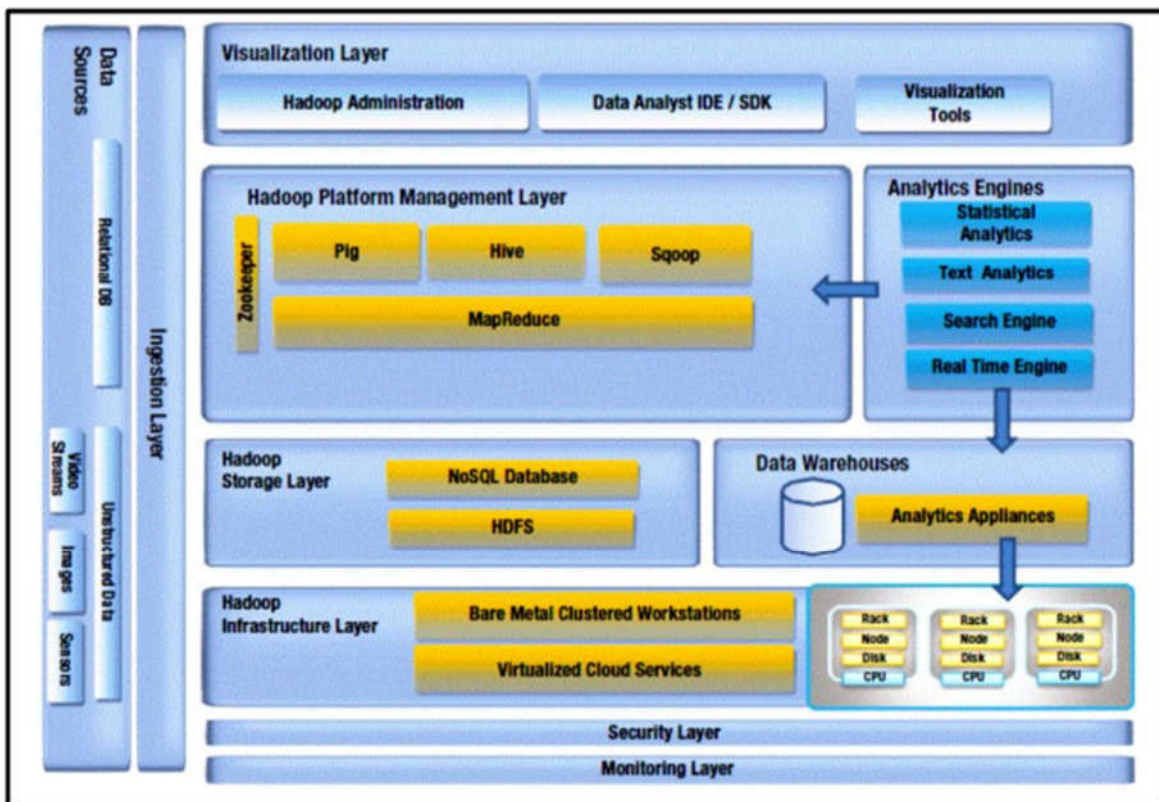 Data
Sources
Relational DB
Unstructured Data
Video
Streams
Images
Sensors
Ingestion Layer
Visualization Layer
Hadoop Administration
Data Analyst IDE / SDK
Visualization
Tools
Hadoop Platform Management Layer
Zookeeper
Pig
Hive
Sqoop
MapReduce
Analytics Engines
Statistical
Analytics
Text Analytics
Search Engine
Real Time Engine
Hadoop
Storage Layer
NoSQL Database
HDFS
Data Warehouses
Analytics Appliances
Hadoop
Infrastructure Layer
Bare Metal Clustered Workstations
Virtualized Cloud Services
Rack
Node
Disk
CPU
Rack
Node
Disk
CPU
Rack
Node
Disk
CPU
Security Layer
Monitoring Layer